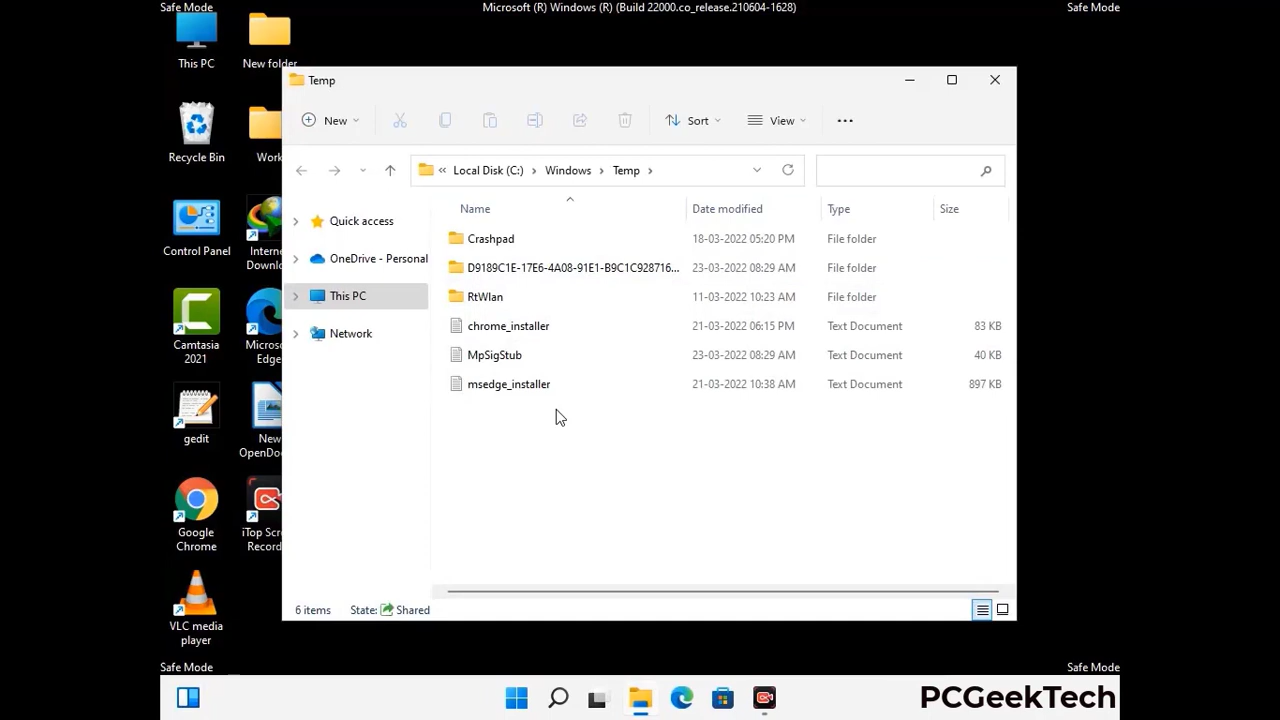 Safe Mode
Microsoft (R) Windows (R) (Build 22000.co_release.210604-1628)
Safe Mode
This PC
New folder
Recycle Bin
Work
Control Panel
Intern
Downlo
Camtasia
2021
Micros
Edge
gedit
New
OpenDo
Google
Chrome
iTop Scr
Record
VLC media
player
Temp
New
Sort
View
Local Disk (C:)
Windows
Temp
Quick access
OneDrive - Personal
This PC
Network
Name
Date modified
Type
Size
Crashpad
18-03-2022 05:20 PM
File folder
D9189C1E-17E6-4A08-91E1-B9C1C928716...
23-03-2022 08:29 AM
File folder
RtWlan
11-03-2022 10:23 AM
File folder
chrome_installer
21-03-2022 06:15 PM
Text Document
83 KB
MpSigStub
23-03-2022 08:29 AM
Text Document
40 KB
msedge_installer
21-03-2022 10:38 AM
Text Document
897 KB
6 items
State:
Shared
Safe Mode
Safe Mode
PCGeekTech